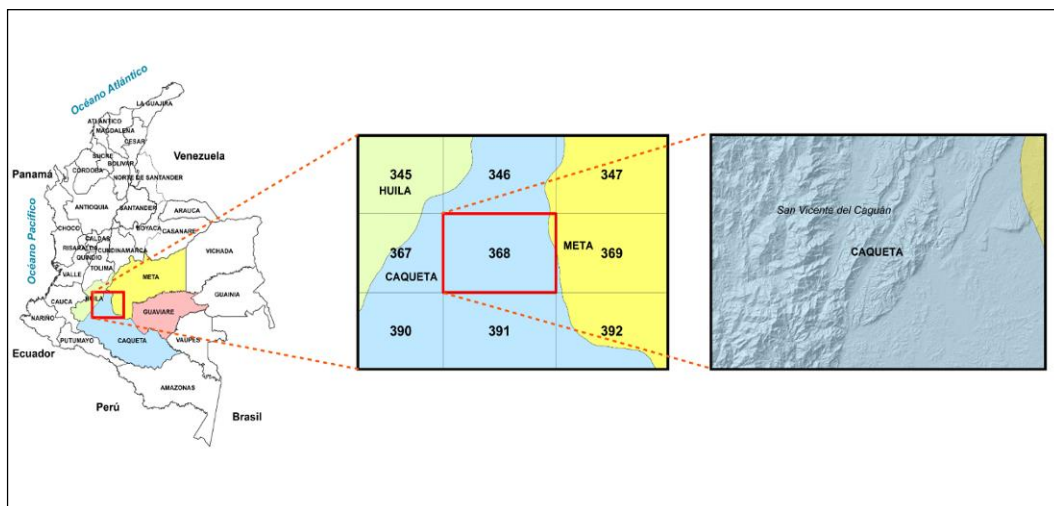 Océano Atlántico
LA GUAJIRA
ATLANTICO
MAGDALENA
CESAR
SUCRE
BOLIVAR
CORDOBA
NORTE DE SANTANDER
Venezuela
Panamá
Océano Pacífico
ANTIOQUIA
SANTANDER
ARAUCA
CHOCO
BOYACA
CASANARE
CALDAS
RISARALDA
CUNDINAMARCA
QUINDIO
VICHADA
TOLIMA
VALLE
META
CAUCA
HUILA
GUAINIA
NARIÑO
GUAVIARE
PUTUMAYO
CAQUETA
VAUPES
Ecuador
AMAZONAS
Perú
Brasil
345
346
347
HUILA
367
368
META
369
CAQUETA
390
391
392
San Vicente del Caguán
CAQUETA